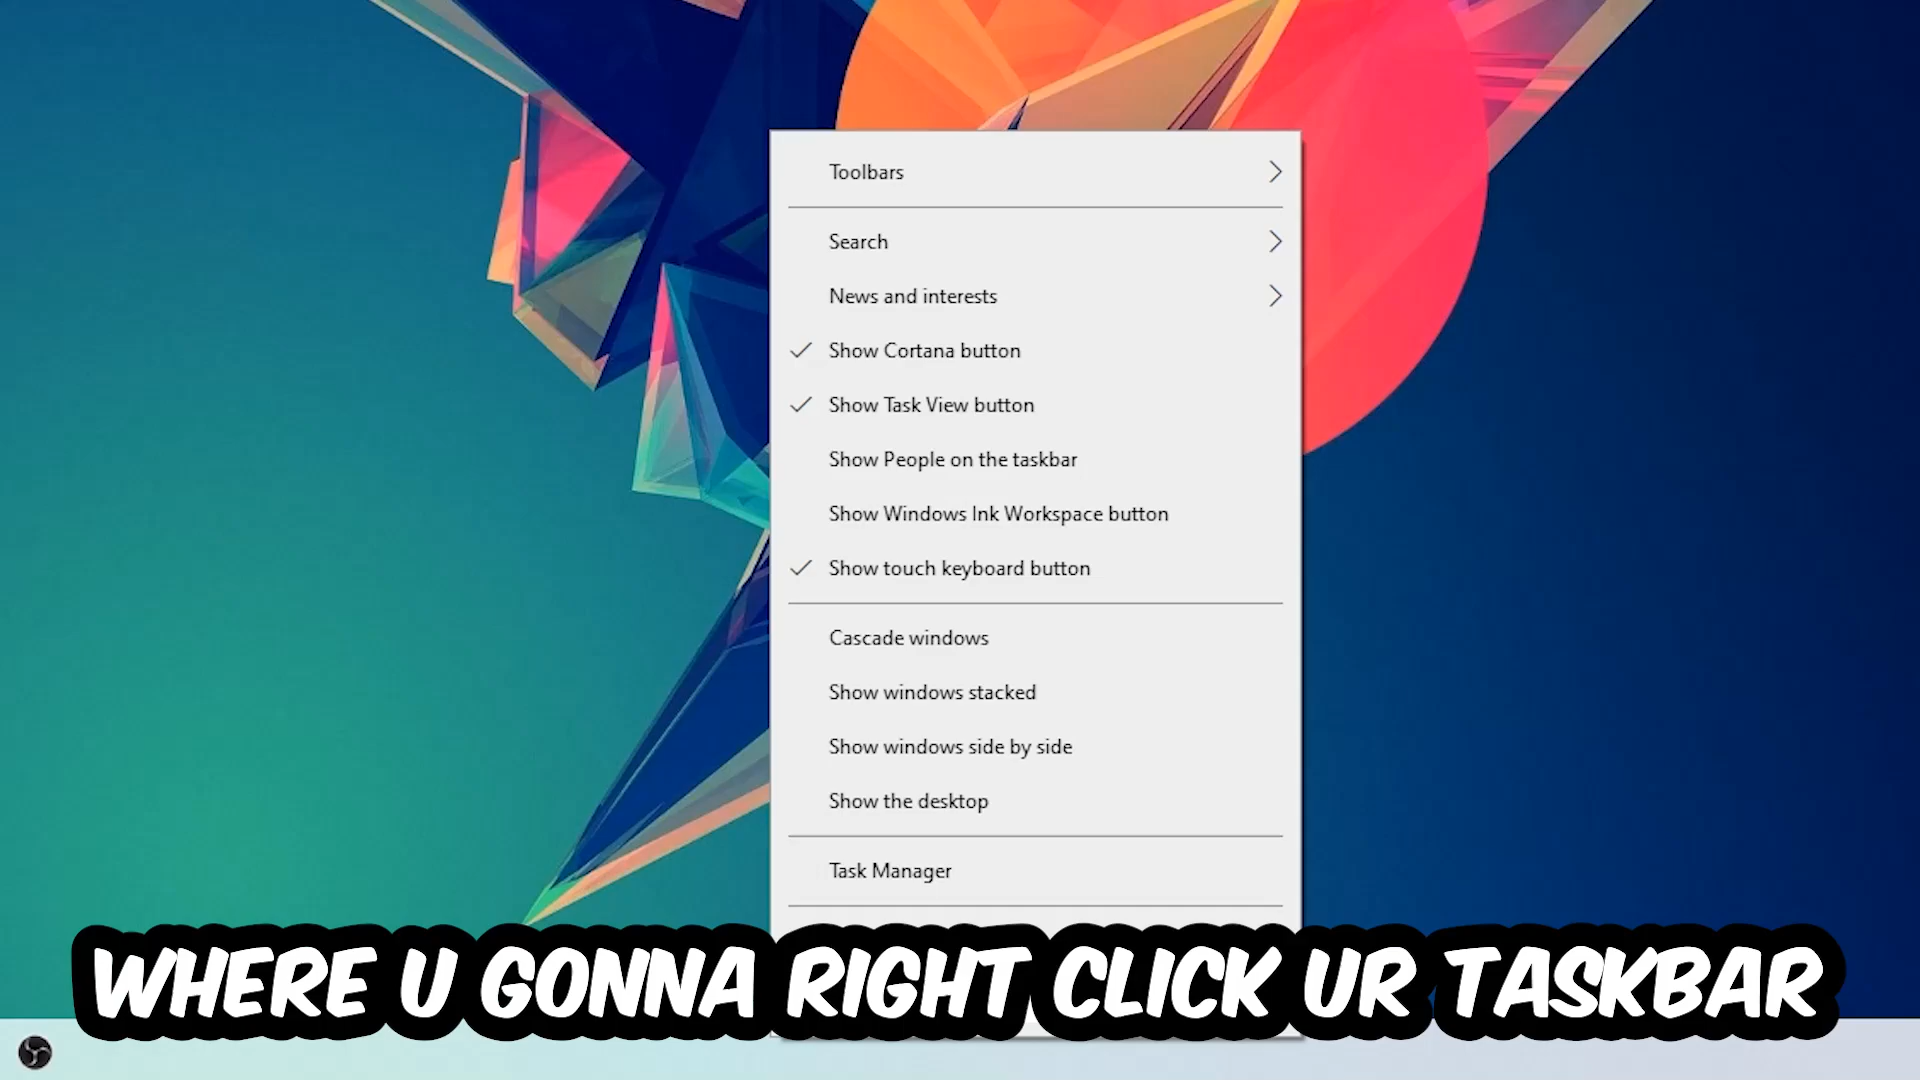 Toolbars
Search
News and interests
Show Cortana button
Show Task View button
Show People on the taskbar
Show Windows Ink Workspace button
Show touch keyboard button
Cascade windows
Show windows stacked
Show windows side by side
Show the desktop
Task Manager
WHERE U GONNA RIGHT CLICK UR TASKBAR